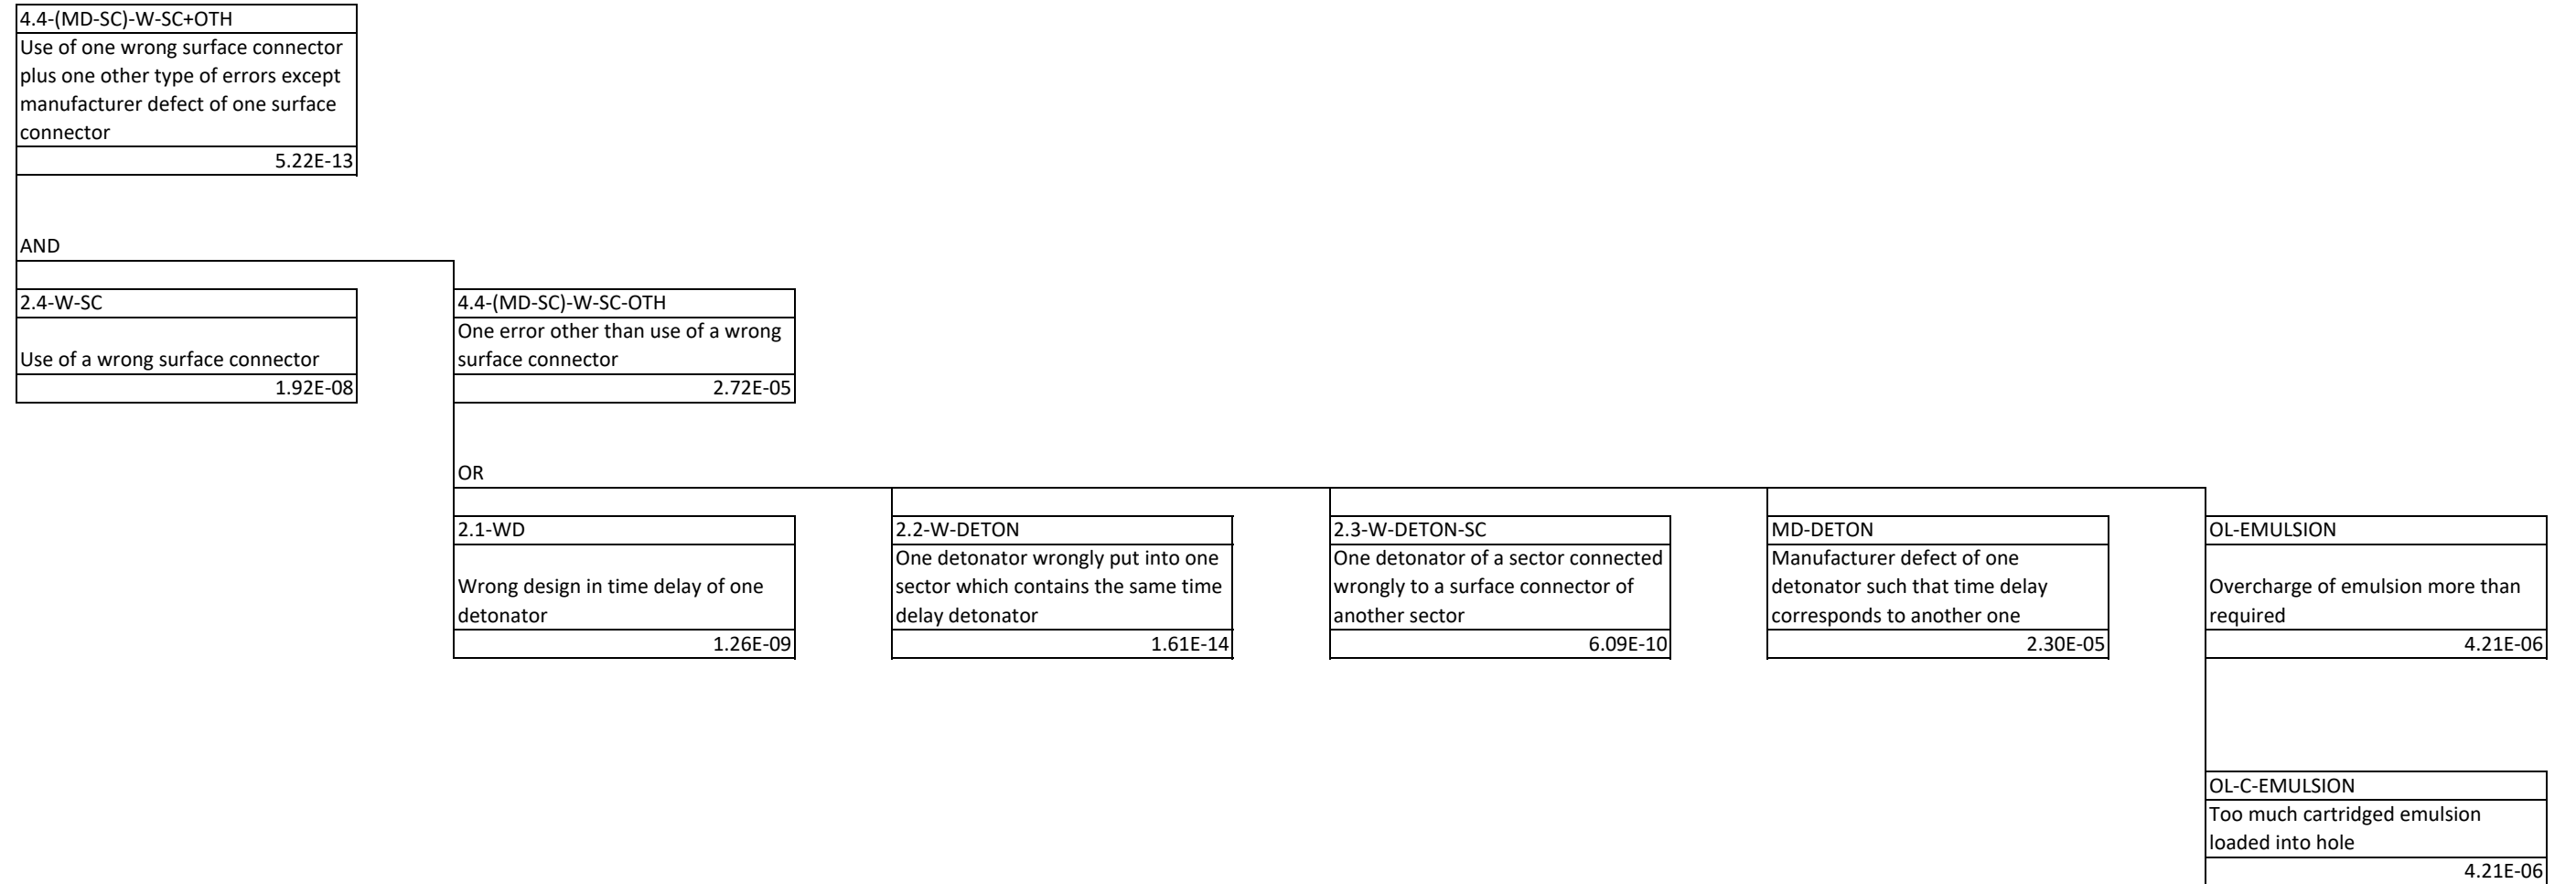 4.4-(MD-SC)-W-SC+OTH
Use of one wrong surface connector
plus one other type of errors except
manufacturer defect of one surface
connector
5.22E-13
AND
2.4-W-SC
Use of a wrong surface connector
1.92E-08
4.4-(MD-SC)-W-SC-OTH
One error other than use of a wrong
surface connector
2.72E-05
OR
2.1-WD
Wrong design in time delay of one
detonator
1.26E-09
2.2-W-DETON
One detonator wrongly put into one
sector which contains the same time
delay detonator
1.61E-14
2.3-W-DETON-SC
One detonator of a sector connected
wrongly to a surface connector of
another sector
6.09E-10
MD-DETON
Manufacturer defect of one
detonator such that time delay
corresponds to another one
2.30E-05
OL-EMULSION
Overcharge of emulsion more than
required
4.21E-06
OL-C-EMULSION
Too much cartridged emulsion
loaded into hole
4.21E-06